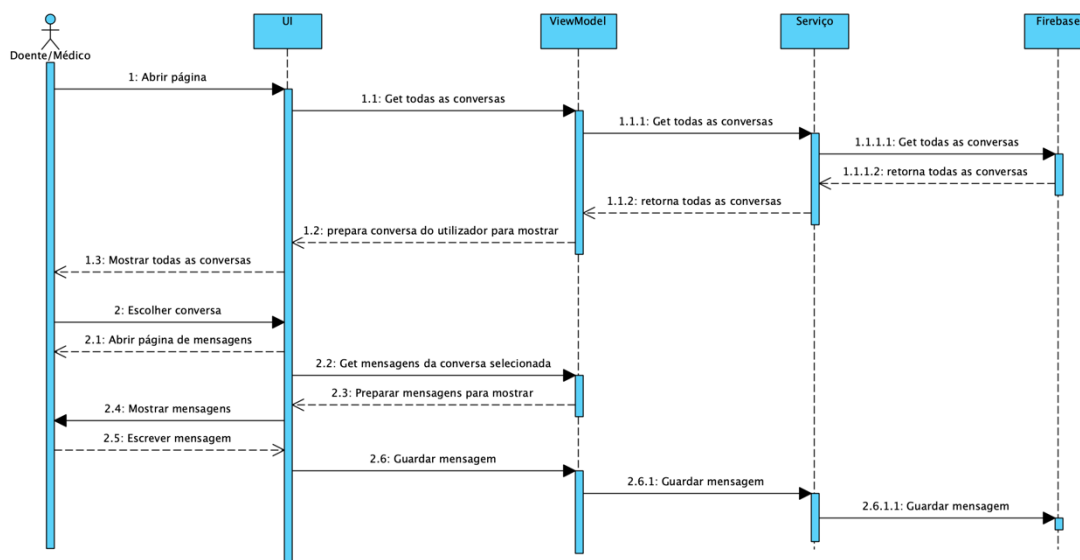 UI
ViewModel
Serviço
Firebase
Doente/Médico
1: Abrir página
1.1: Get todas as conversas
1.1.1: Get todas as conversas
1.1.1.1: Get todas as conversas
1.1.1.2: retorna todas as conversas
1.1.2: retorna todas as conversas
1.2: prepara conversa do utilizador para mostrar
1.3: Mostrar todas as conversas
2: Escolher conversa
2.1: Abrir página de mensagens
2.2: Get mensagens da conversa selecionada
2.3: Preparar mensagens para mostrar
2.4: Mostrar mensagens
2.5: Escrever mensagem
2.6: Guardar mensagem
2.6.1: Guardar mensagem
2.6.1.1: Guardar mensagem